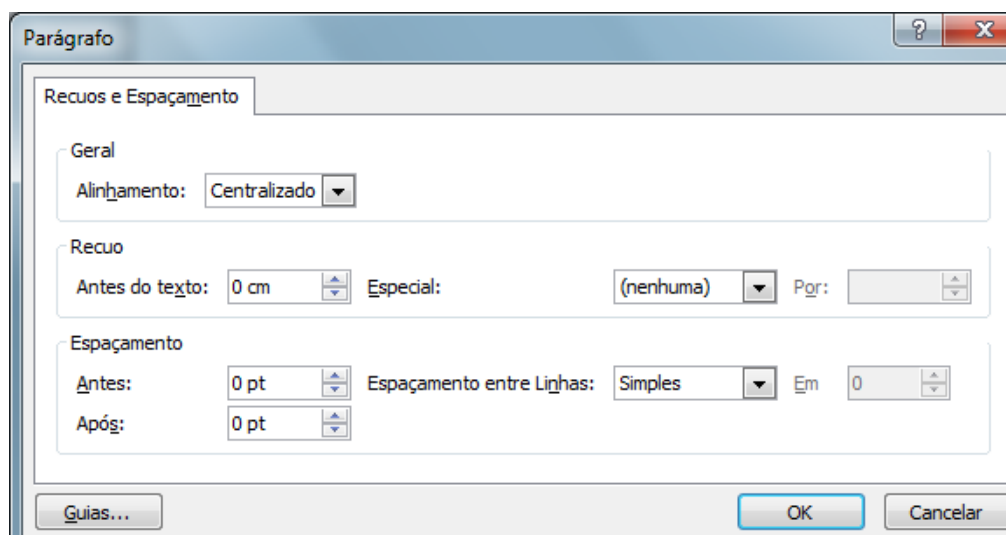 Parágrafo
Recuos e Espaçamento
Geral
Alinhamento: Centralizado
Recuo
Antes do texto: 0 cm Especial: (nenhuma) Por:
Espaçamento
Antes: 0 pt Espaçamento entre Linhas: Simples Em 0
Após: 0 pt
Guias... OK Cancelar